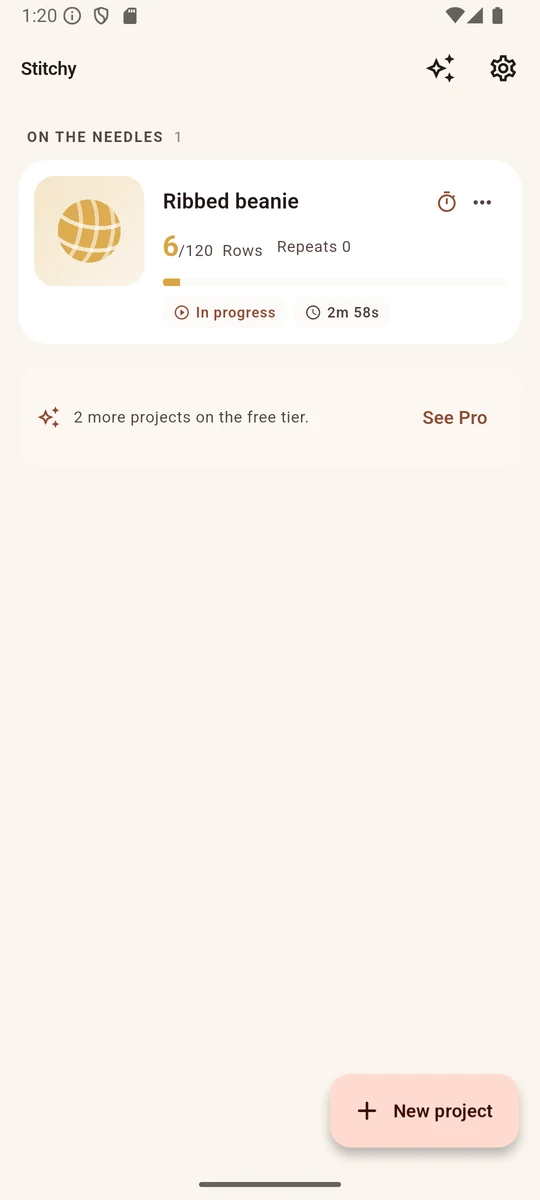 1:20
Stitchy
ON THE NEEDLES 1
Ribbed beanie
6/120 Rows Repeats 0
In progress 2m 58s
2 more projects on the free tier. See Pro
New project